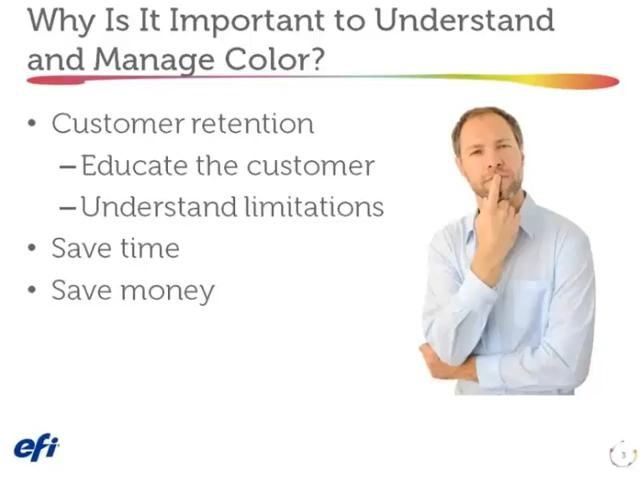 Why Is It Important to Understand
and Manage Color?
• Customer retention
–Educate the customer
–Understand limitations
• Save time
• Save money
efi
3